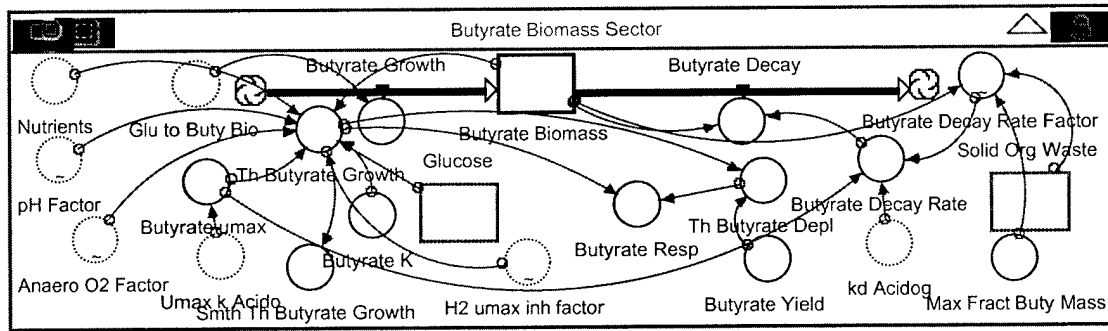 Butyrate Biomass Sector
Butyrate Growth
Butyrate Decay
Nutrients
Glu to Buty Bio
Butyrate Biomass
Butyrate Decay Rate Factor
Glucose
Solid Org Waste
Th Butyrate Growth
pH Factor
Butyrate umax
Butyrate K
Butyrate Resp
Th Butyrate Depl
Butyrate Decay Rate
Anaero O2 Factor
Umax k Acidog
Smth Th Butyrate Growth
H2 umax inh factor
Butyrate Yield
kd Acidog
Max Fract Buty Mass